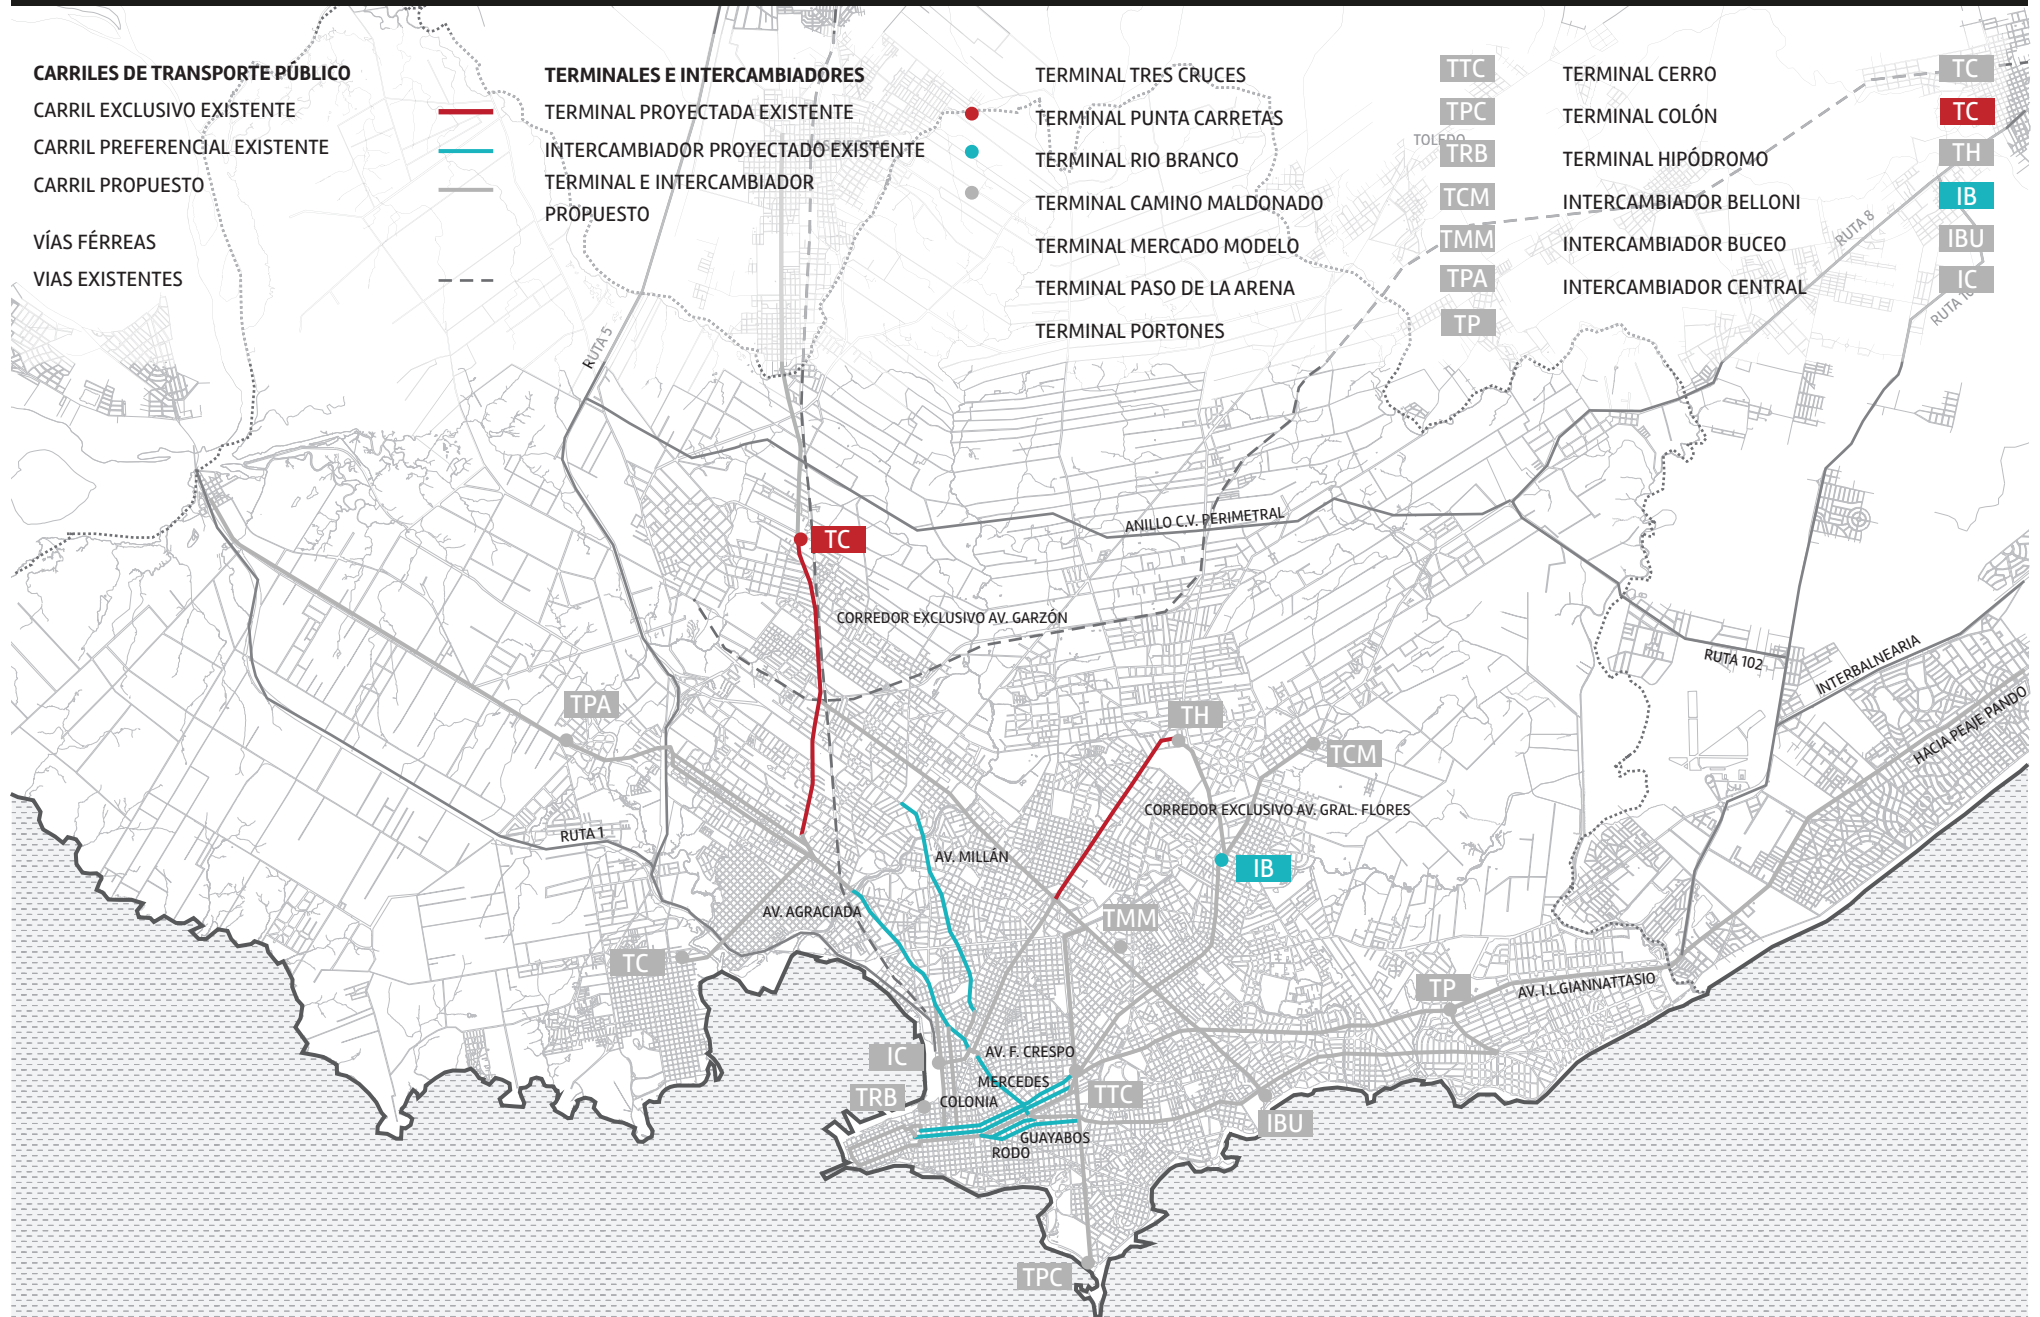 CARRILES DE TRANSPORTE PÚBLICO
CARRIL EXCLUSIVO EXISTENTE
CARRIL PREFERENCIAL EXISTENTE
CARRIL PROPUESTO
VÍAS FÉRREAS
VIAS EXISTENTES
TERMINALES E INTERCAMBIADORES
TERMINAL PROYECTADA EXISTENTE
INTERCAMBIADOR PROYECTADO EXISTENTE
TERMINAL E INTERCAMBIADOR
PROPUESTO
TERMINAL TRES CRUCES TTC
TERMINAL PUNTA CARRETAS TPC
TERMINAL RIO BRANCO TRB
TERMINAL CAMINO MALDONADO TCM
TERMINAL MERCADO MODELO TMM
TERMINAL PASO DE LA ARENA TPA
TERMINAL PORTONES TP
TERMINAL CERRO TC
TERMINAL COLÓN TC
TERMINAL HIPÓDROMO TH
INTERCAMBIADOR BELLONI IB
INTERCAMBIADOR BUCEO IBU
INTERCAMBIADOR CENTRAL IC
TOLEDO
RUTA 8
RUTA 5
ANILLO C.V. PERIMETRAL
TC
CORREDOR EXCLUSIVO AV. GARZÓN
RUTA 102
INTERBALNEARIA
HACIA PEAJE PANDO
TPA
TH
TCM
CORREDOR EXCLUSIVO AV. GRAL. FLORES
RUTA 1
AV. MILLÁN
IB
AV. AGRACIADA
TMM
TC
TP
AV. I.L.GIANNATTASIO
IC
AV. F. CRESPO
MERCEDES
TRB
COLONIA
TTC
IBU
GUAYABOS
RODO
TPC